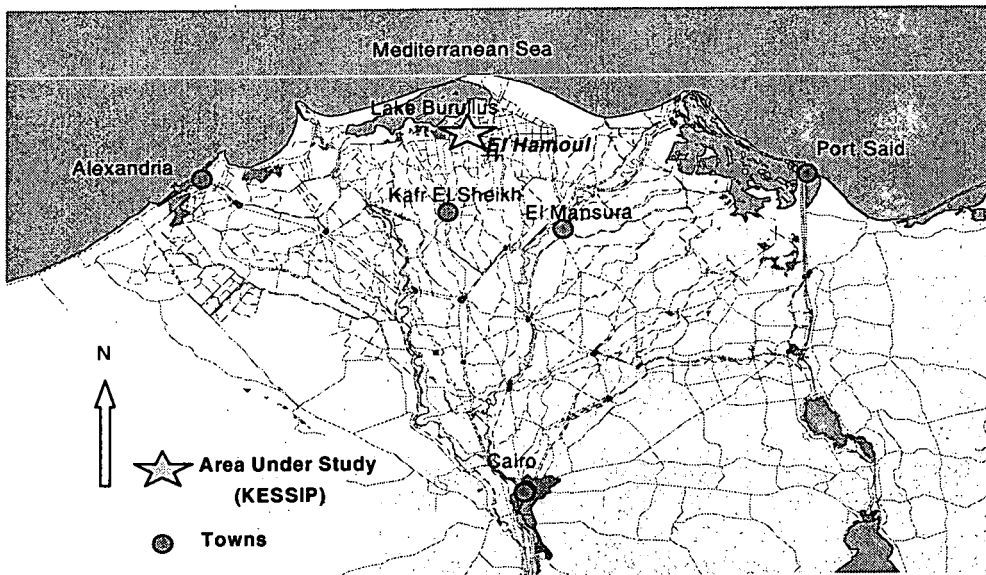 Mediterranean Sea
Lake Burullus
El Hamoul
Alexandria
Port Said
Kafr El Sheikh
El Mansura
N
Cairo
Area Under Study
(KESSIP)
Towns